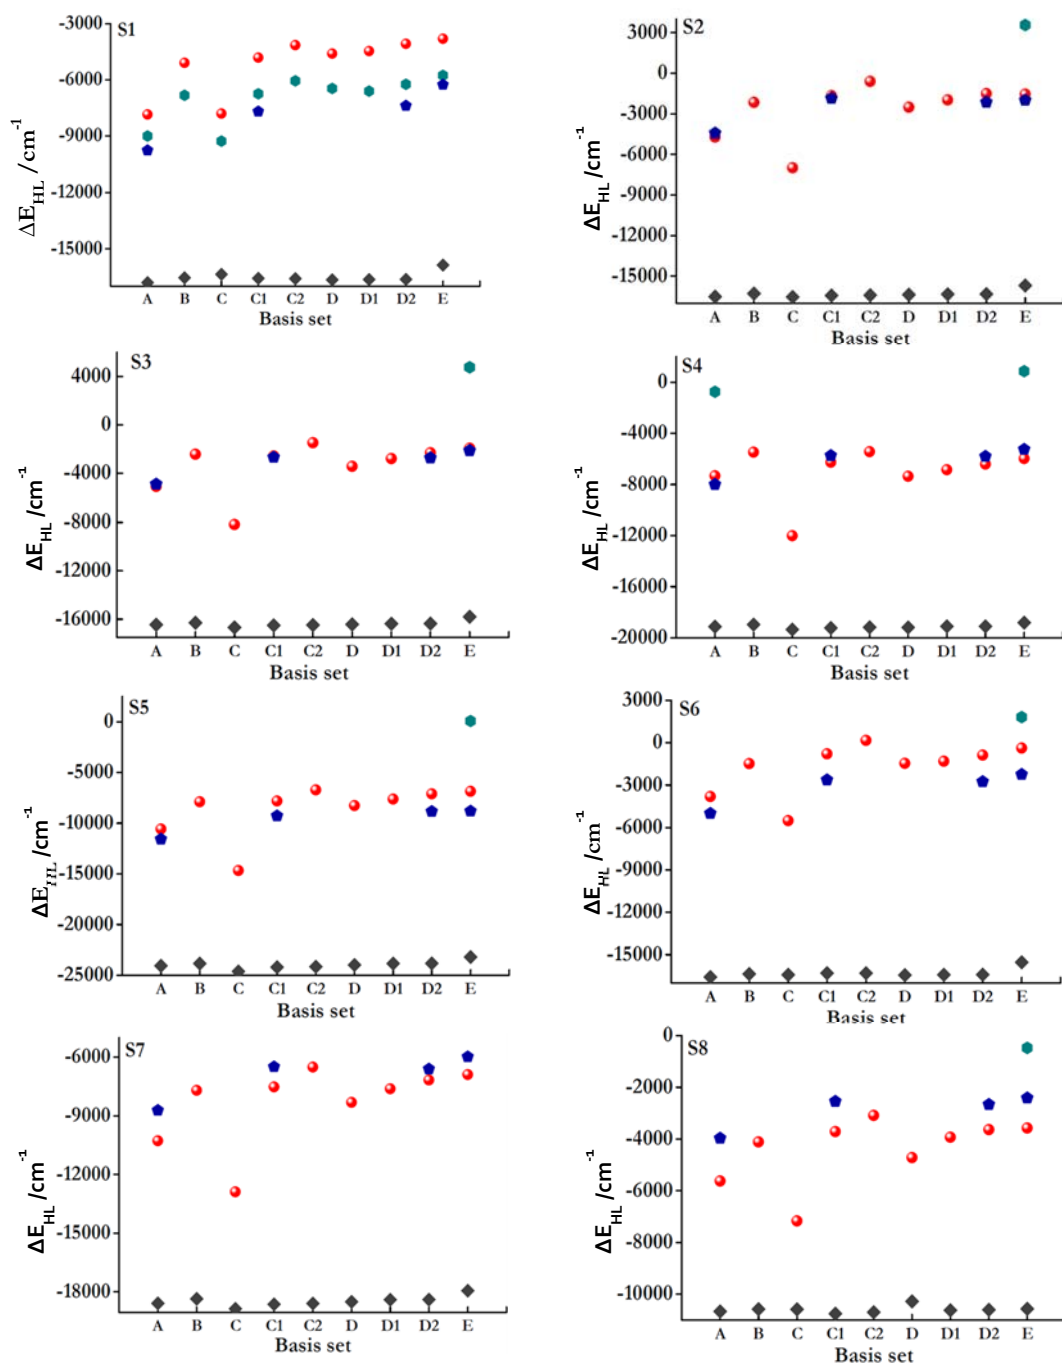 S1
-3000
-6000
-9000
-12000
-15000
ΔE_HL /cm⁻¹
A B C C1 C2 D D1 D2 E
Basis set
S2
3000
0
-3000
-6000
-9000
-12000
-15000
ΔE_HL /cm⁻¹
A B C C1 C2 D D1 D2 E
Basis set
S3
4000
0
-4000
-8000
-12000
-16000
ΔE_HL /cm⁻¹
A B C C1 C2 D D1 D2 E
Basis set
S4
0
-4000
-8000
-12000
-16000
-20000
ΔE_HL /cm⁻¹
A B C C1 C2 D D1 D2 E
Basis set
S5
0
-5000
-10000
-15000
-20000
-25000
ΔE_HL /cm⁻¹
A B C C1 C2 D D1 D2 E
Basis set
S6
3000
0
-3000
-6000
-9000
-12000
-15000
ΔE_HL /cm⁻¹
A B C C1 C2 D D1 D2 E
Basis set
S7
-6000
-9000
-12000
-15000
-18000
ΔE_HL /cm⁻¹
A B C C1 C2 D D1 D2 E
Basis set
S8
0
-2000
-4000
-6000
-8000
-10000
ΔE_HL /cm⁻¹
A B C C1 C2 D D1 D2 E
Basis set